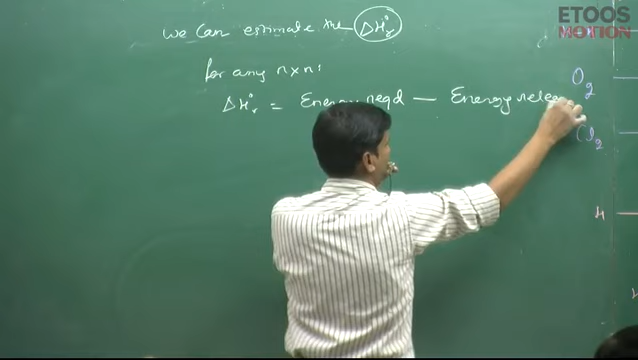 ETOOS
MOTION
we can estimate the ΔH°r
for any rxn:
ΔH°r = Energy reqd — Energy relea
O2
Cl2